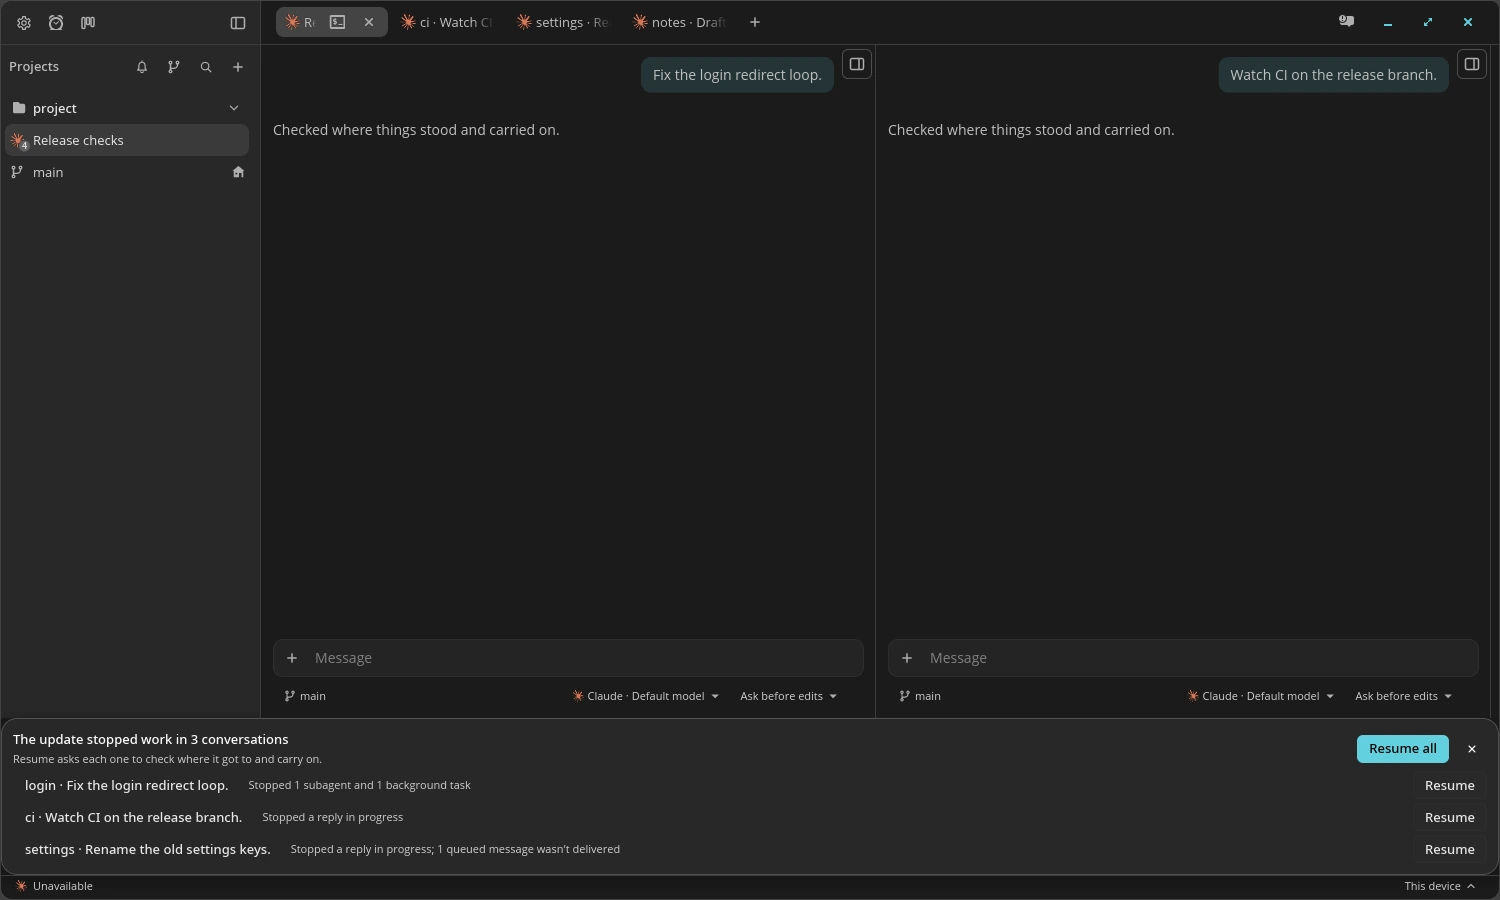 ci · Watch CI
settings · Re
notes · Draft
Projects
project
4
Release checks
main
Fix the login redirect loop.
Checked where things stood and carried on.
Message
main
Claude · Default model
Ask before edits
Watch CI on the release branch.
Checked where things stood and carried on.
Message
main
Claude · Default model
Ask before edits
The update stopped work in 3 conversations
Resume asks each one to check where it got to and carry on.
Resume all
login · Fix the login redirect loop. Stopped 1 subagent and 1 background task Resume
ci · Watch CI on the release branch. Stopped a reply in progress Resume
settings · Rename the old settings keys. Stopped a reply in progress; 1 queued message wasn't delivered Resume
Unavailable
This device